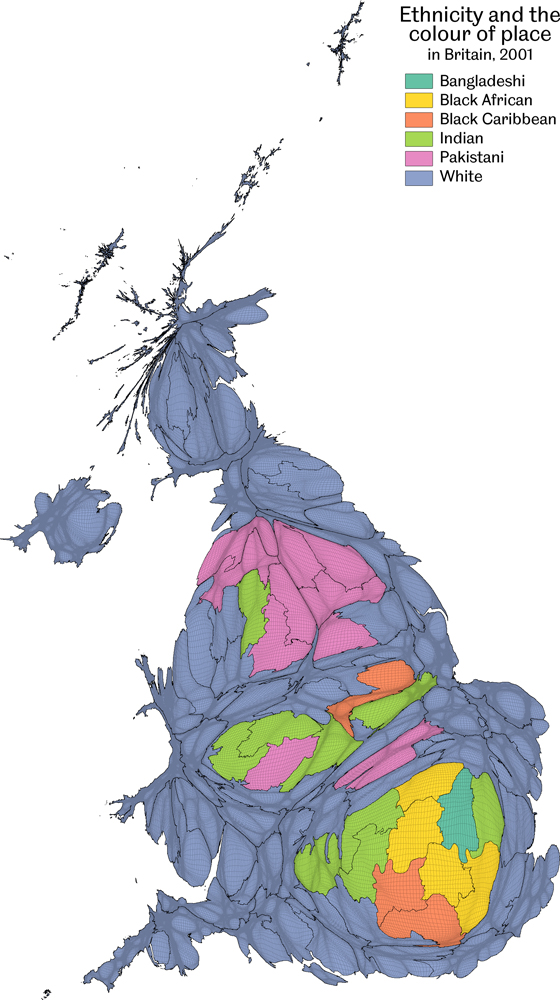 Ethnicity and the
colour of place
in Britain, 2001
Bangladeshi
Black African
Black Caribbean
Indian
Pakistani
White